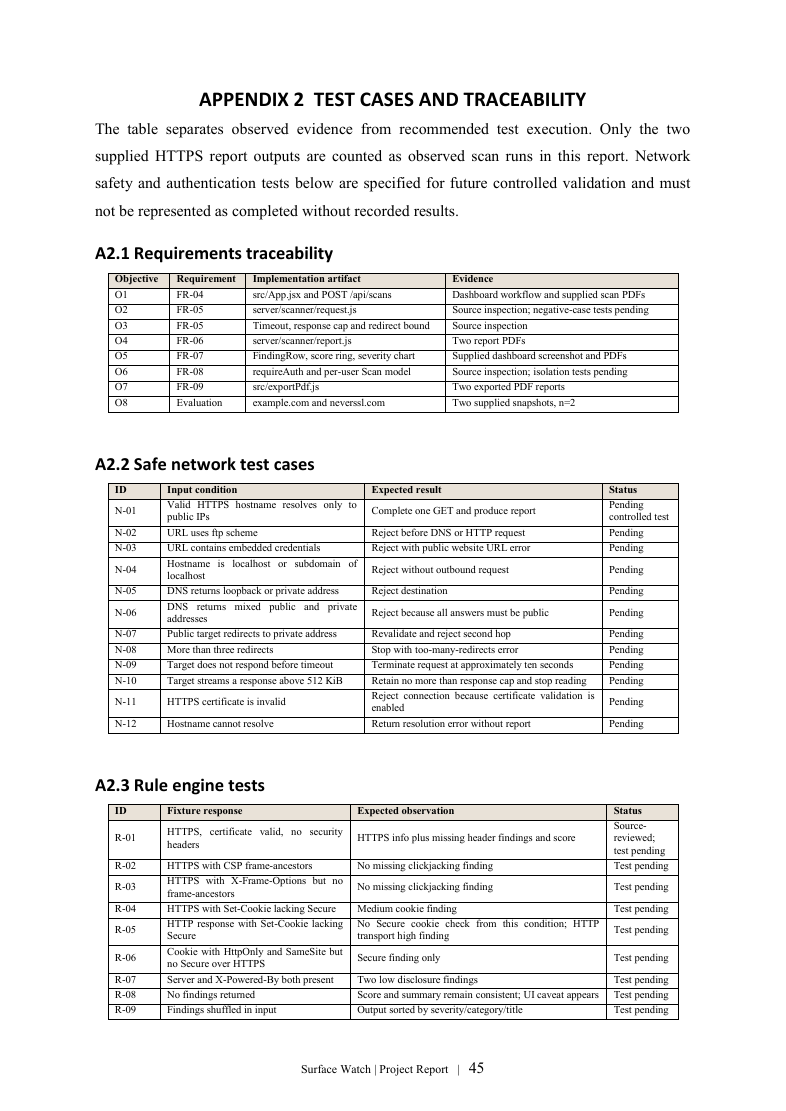 APPENDIX 2 TEST CASES AND TRACEABILITY
The table separates observed evidence from recommended test execution. Only the two
supplied HTTPS report outputs are counted as observed scan runs in this report. Network
safety and authentication tests below are specified for future controlled validation and must
not be represented as completed without recorded results.
A2.1 Requirements traceability
Objective Requirement Implementation artifact Evidence
O1 FR-04 src/App.jsx and POST /api/scans Dashboard workflow and supplied scan PDFs
O2 FR-05 server/scanner/request.js Source inspection; negative-case tests pending
O3 FR-05 Timeout, response cap and redirect bound Source inspection
O4 FR-06 server/scanner/report.js Two report PDFs
O5 FR-07 FindingRow, score ring, severity chart Supplied dashboard screenshot and PDFs
O6 FR-08 requireAuth and per-user Scan model Source inspection; isolation tests pending
O7 FR-09 src/exportPdf.js Two exported PDF reports
O8 Evaluation example.com and neverssl.com Two supplied snapshots, n=2
A2.2 Safe network test cases
ID Input condition Expected result Status
N-01 Valid HTTPS hostname resolves only to
public IPs Complete one GET and produce report Pending
controlled test
N-02 URL uses ftp scheme Reject before DNS or HTTP request Pending
N-03 URL contains embedded credentials Reject with public website URL error Pending
N-04 Hostname is localhost or subdomain of
localhost Reject without outbound request Pending
N-05 DNS returns loopback or private address Reject destination Pending
N-06 DNS returns mixed public and private
addresses Reject because all answers must be public Pending
N-07 Public target redirects to private address Revalidate and reject second hop Pending
N-08 More than three redirects Stop with too-many-redirects error Pending
N-09 Target does not respond before timeout Terminate request at approximately ten seconds Pending
N-10 Target streams a response above 512 KiB Retain no more than response cap and stop reading Pending
N-11 HTTPS certificate is invalid Reject connection because certificate validation is
enabled Pending
N-12 Hostname cannot resolve Return resolution error without report Pending
A2.3 Rule engine tests
ID Fixture response Expected observation Status
R-01 HTTPS, certificate valid, no security
headers HTTPS info plus missing header findings and score Source-
reviewed;
test pending
R-02 HTTPS with CSP frame-ancestors No missing clickjacking finding Test pending
R-03 HTTPS with X-Frame-Options but no
frame-ancestors No missing clickjacking finding Test pending
R-04 HTTPS with Set-Cookie lacking Secure Medium cookie finding Test pending
R-05 HTTP response with Set-Cookie lacking
Secure No Secure cookie check from this condition; HTTP
transport high finding Test pending
R-06 Cookie with HttpOnly and SameSite but
no Secure over HTTPS Secure finding only Test pending
R-07 Server and X-Powered-By both present Two low disclosure findings Test pending
R-08 No findings returned Score and summary remain consistent; UI caveat appears Test pending
R-09 Findings shuffled in input Output sorted by severity/category/title Test pending
Surface Watch | Project Report | 45